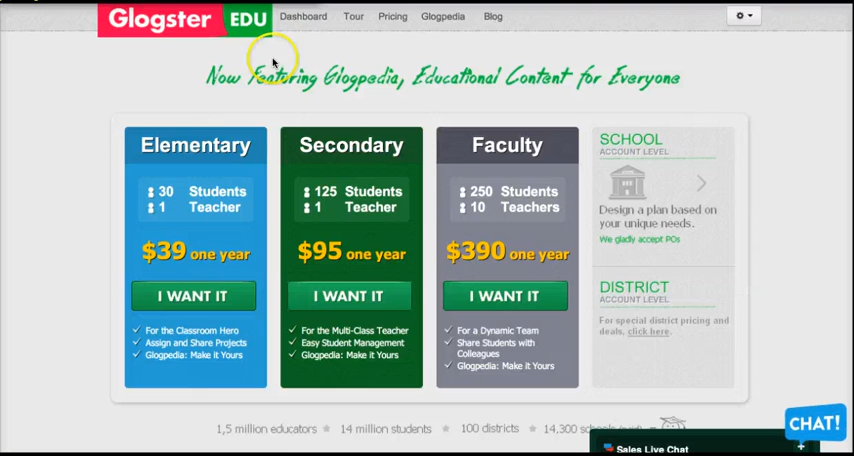 Glogster EDU
Dashboard Tour Pricing Glogpedia Blog
Now Featuring Glogpedia, Educational Content for Everyone
Elementary
30 Students
1 Teacher
$39 one year
I WANT IT
For the Classroom Hero
Assign and Share Projects
Glogpedia: Make it Yours
Secondary
125 Students
1 Teacher
$95 one year
I WANT IT
For the Multi-Class Teacher
Easy Student Management
Glogpedia: Make it Yours
Faculty
250 Students
10 Teachers
$390 one year
I WANT IT
For a Dynamic Team
Share Students with
Colleagues
Glogpedia: Make it Yours
SCHOOL
ACCOUNT LEVEL
Design a plan based on
your unique needs.
We gladly accept POs
DISTRICT
ACCOUNT LEVEL
For special district pricing and
deals, click here.
1,5 million educators 14 million students 100 districts 14,300
CHAT!
Sales Live Chat